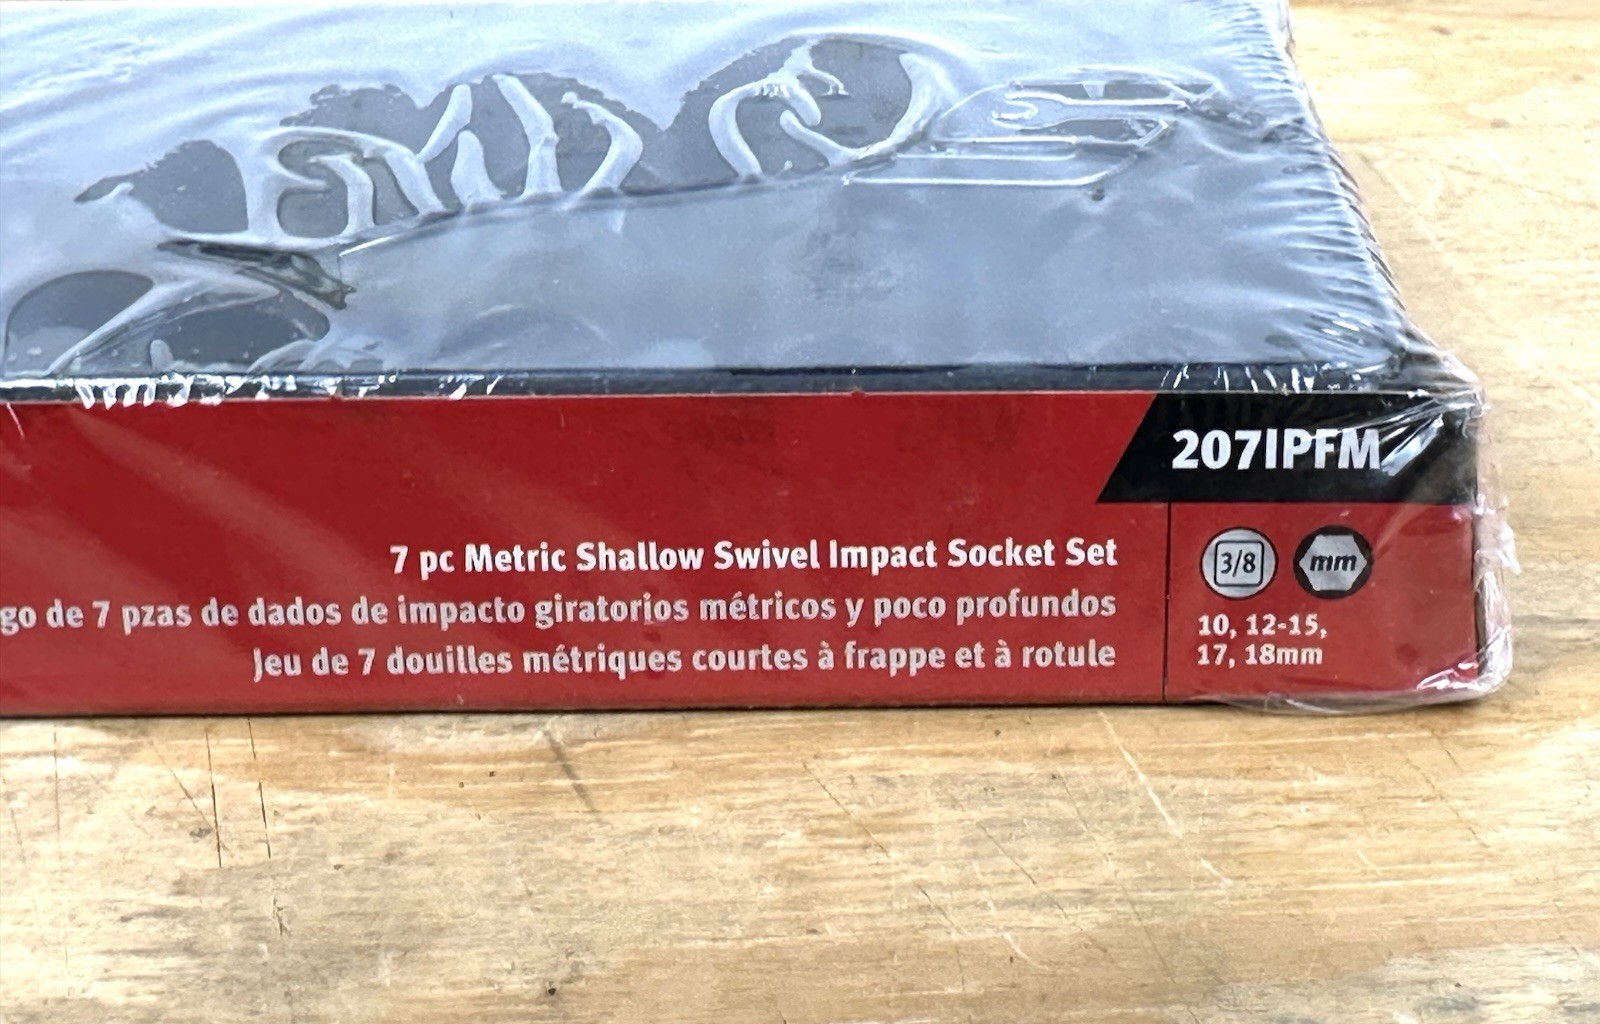 207IPFM
7 pc Metric Shallow Swivel Impact Socket Set
go de 7 pzas de dados de impacto giratorios métricos y poco profundos
Jeu de 7 douilles métriques courtes à frappe et à rotule
3/8 mm
10, 12-15,
17, 18mm